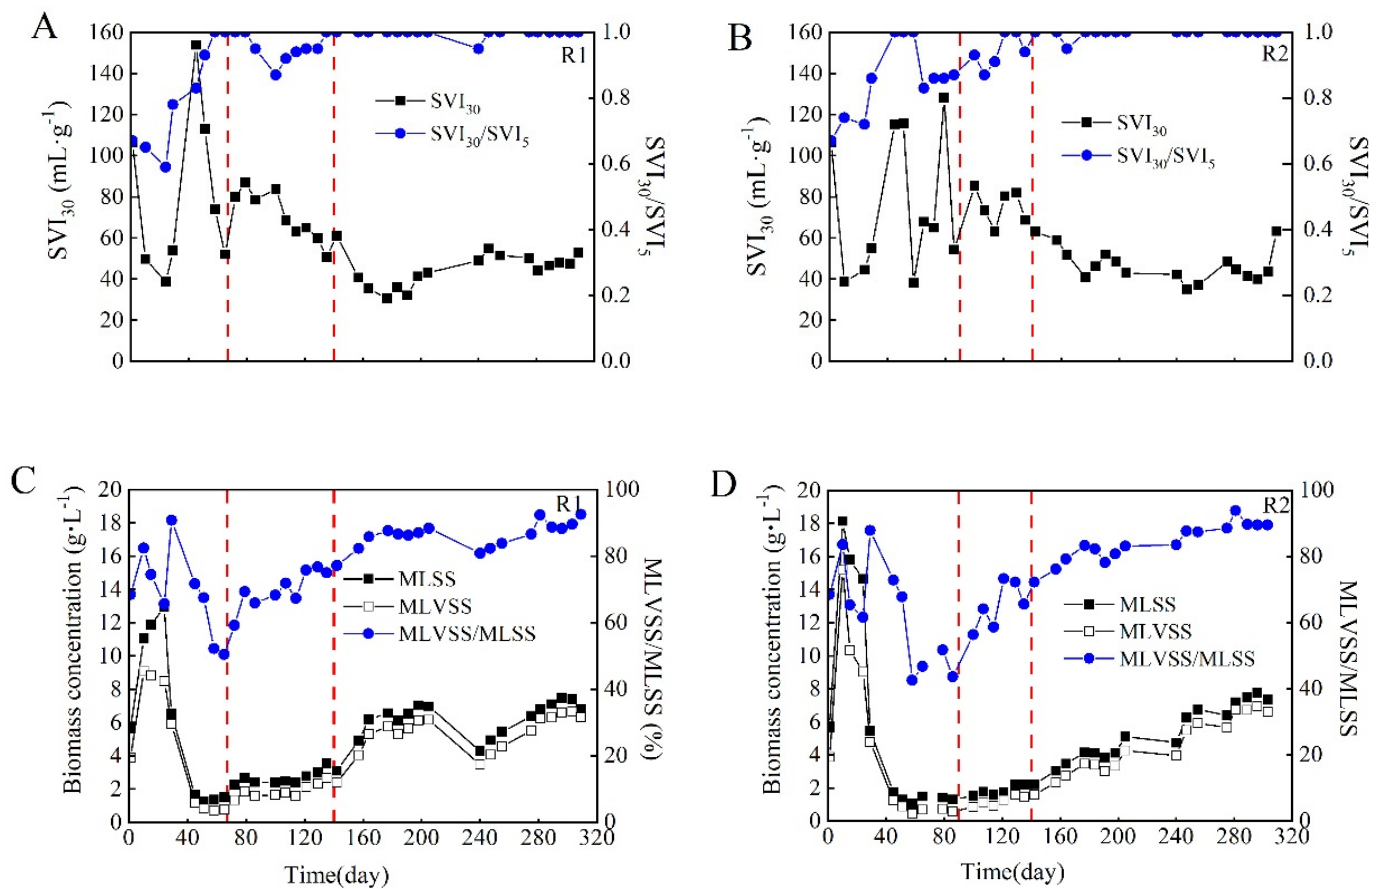 A
160
140
120
100
80
60
40
20
0
SVI30 (mL·g-1)
R1
SVI30
SVI30/SVI5
1.0
0.8
0.6
0.4
0.2
0.0
SVI30/SVI5
B
160
140
120
100
80
60
40
20
0
SVI30 (mL·g-1)
R2
SVI30
SVI30/SVI5
1.0
0.8
0.6
0.4
0.2
0.0
SVI30/SVI5
C
20
18
16
14
12
10
8
6
4
2
0
Biomass concentration (g•L-1)
R1
MLSS
MLVSS
MLVSS/MLSS
100
80
60
40
20
0
MLVSS/MLSS (%)
0 40 80 120 160 200 240 280 320
Time(day)
D
20
18
16
14
12
10
8
6
4
2
0
Biomass concentration (g•L-1)
R2
MLSS
MLVSS
MLVSS/MLSS
100
80
60
40
20
0
MLVSS/MLSS
0 40 80 120 160 200 240 280 320
Time(day)